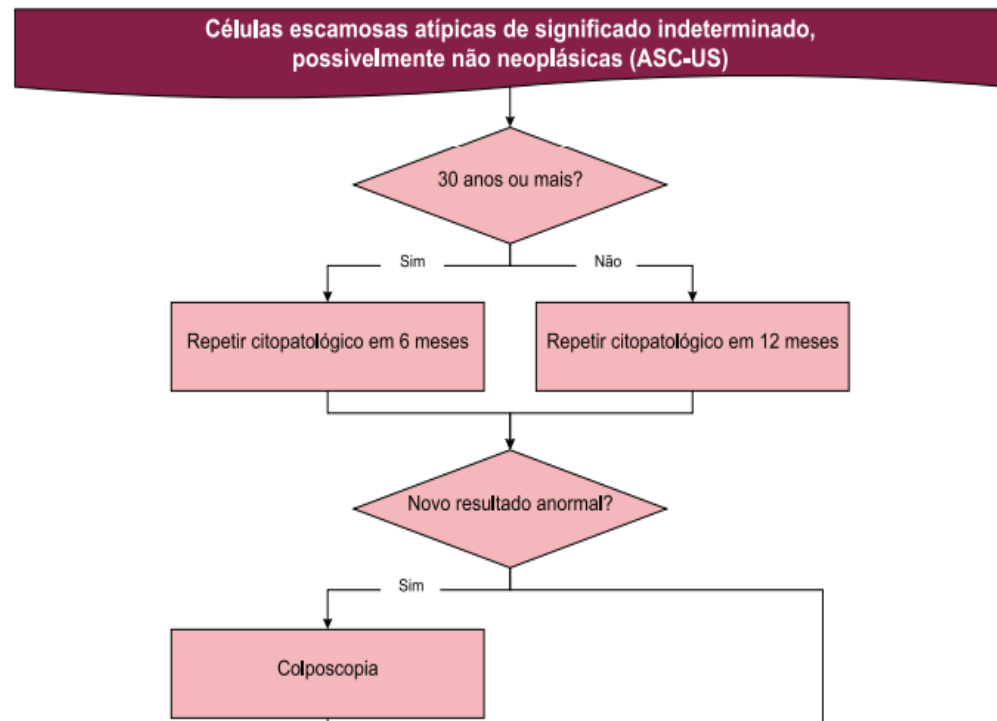 Células escamosas atípicas de significado indeterminado,
possivelmente não neoplásicas (ASC-US)
30 anos ou mais?
Sim
Não
Repetir citopatológico em 6 meses
Repetir citopatológico em 12 meses
Novo resultado anormal?
Sim
Colposcopia